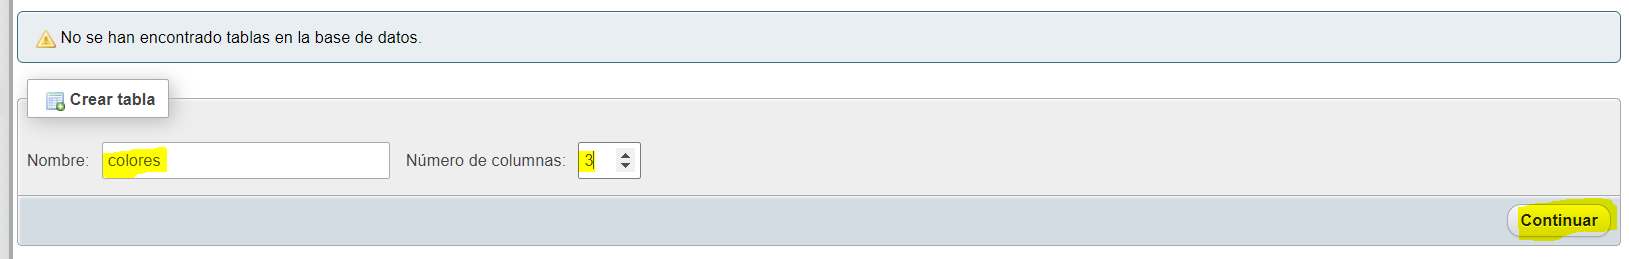 No se han encontrado tablas en la base de datos.
Crear tabla
Nombre: colores Número de columnas: 3
Continuar